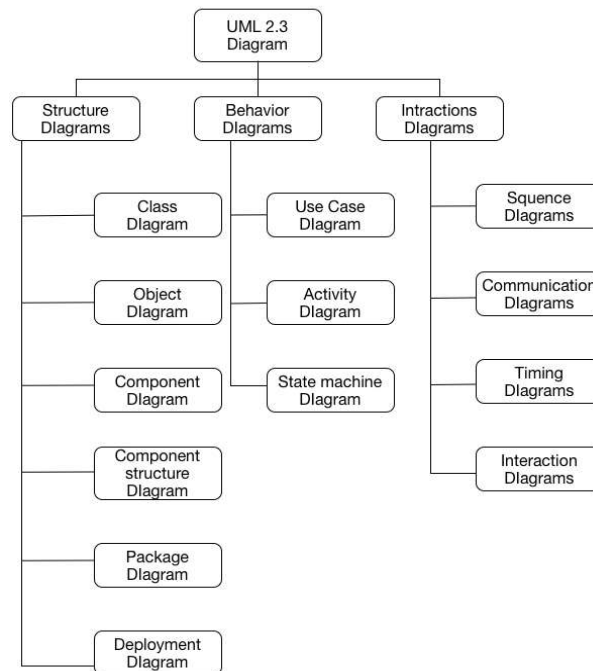 UML 2.3
Diagram
Structure
DIagrams
Behavior
DIagrams
Intractions
DIagrams
Class
DIagram
Object
DIagram
Component
DIagram
Component
structure
DIagram
Package
DIagram
Deployment
DIagram
Use Case
DIagram
Activity
DIagram
State machine
DIagram
Squence
DIagrams
Communication
DIagrams
Timing
DIagrams
Interaction
DIagrams